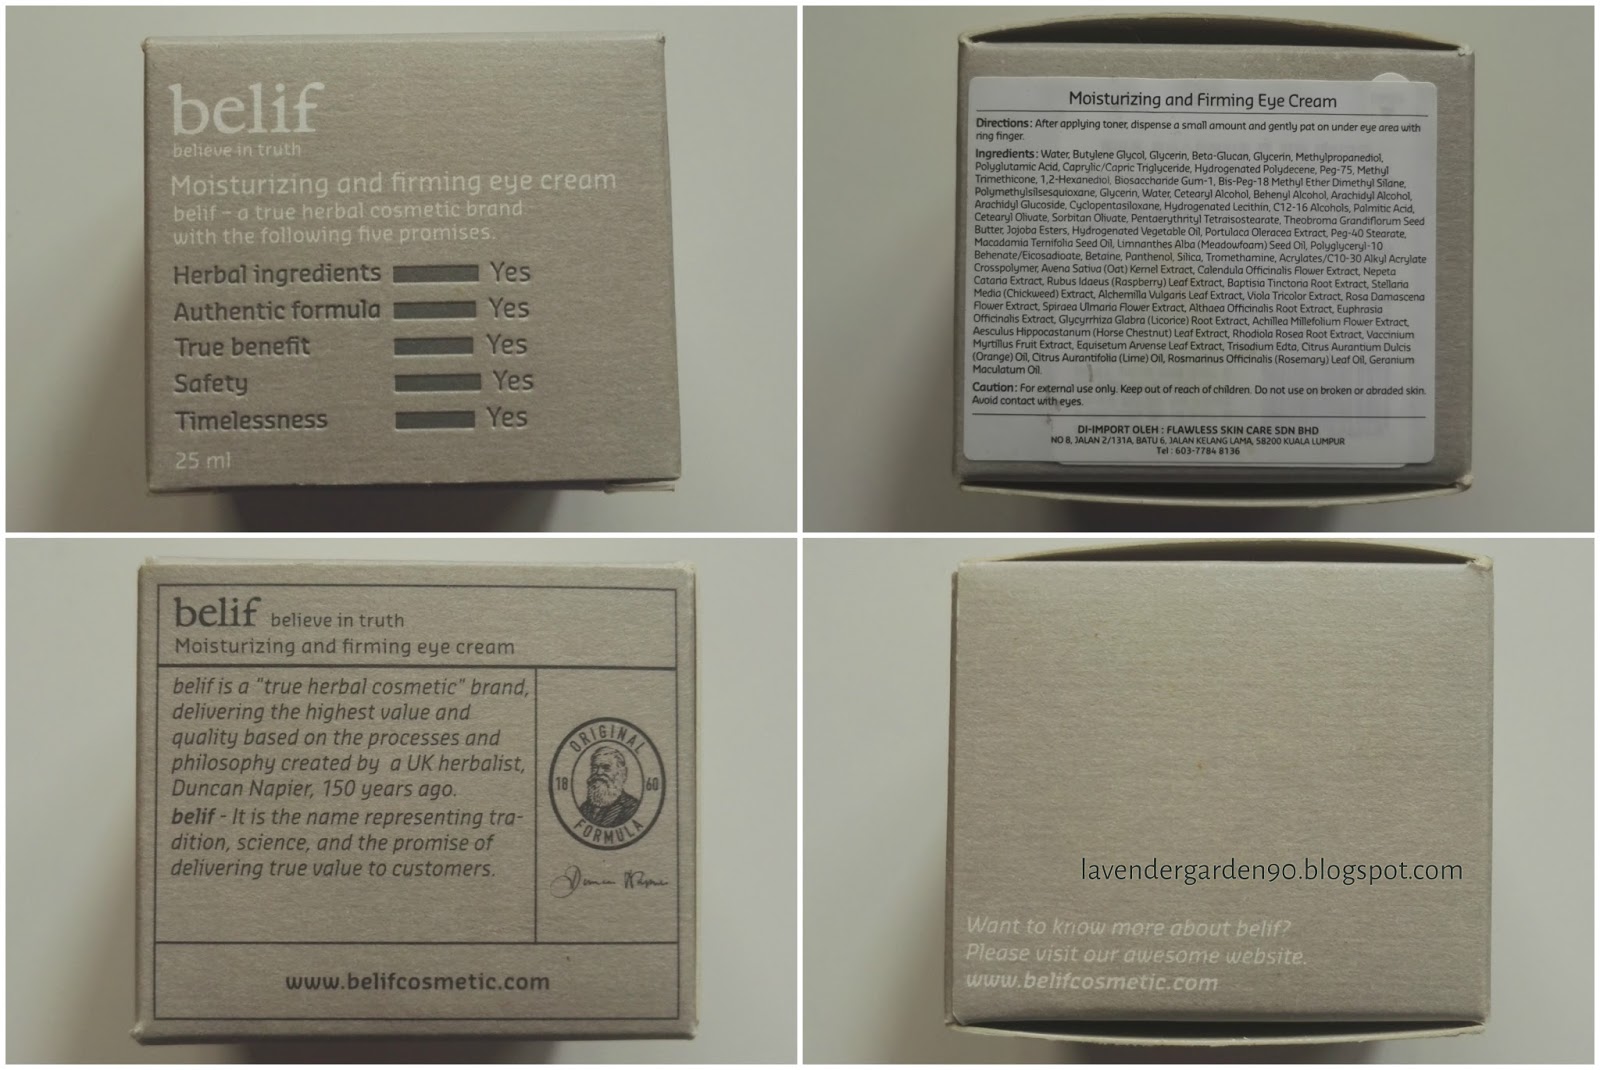 belif
believe in truth
Moisturizing and firming eye cream
belif - a true herbal cosmetic brand
with the following five promises.
Herbal ingredients Yes
Authentic formula Yes
True benefit Yes
Safety Yes
Timelessness Yes
25 ml
Moisturizing and Firming Eye Cream
Directions: After applying toner, dispense a small amount and gently pat on under eye area with
ring finger.
Ingredients: Water, Butylene Glycol, Glycerin, Beta-Glucan, Glycerin, Methylpropanediol,
Polyglutamic Acid, Caprylic/Capric Triglyceride, Hydrogenated Polydecene, Peg-75, Methyl
Trimethicone, 1,2-Hexanediol, Biosaccharide Gum-1, Bis-Peg-18 Methyl Ether Dimethyl Silane,
Polymethylsilsesquioxane, Glycerin, Water, Cetearyl Alcohol, Behenyl Alcohol, Arachidyl Alcohol,
Arachidyl Glucoside, Cyclopentasiloxane, Hydrogenated Lecithin, C12-16 Alcohols, Palmitic Acid,
Cetearyl Olivate, Sorbitan Olivate, Pentaerythrityl Tetraisostearate, Theobroma Grandiflorum Seed
Butter, Jojoba Esters, Hydrogenated Vegetable Oil, Portulaca Oleracea Extract, Peg-40 Stearate,
Macadamia Ternifolia Seed Oil, Limnanthes Alba (Meadowfoam) Seed Oil, Polyglyceryl-10
Behenate/Eicosadioate, Betaine, Panthenol, Silica, Tromethamine, Acrylates/C10-30 Alkyl Acrylate
Crosspolymer, Avena Sativa (Oat) Kernel Extract, Calendula Officinalis Flower Extract, Nepeta
Cataria Extract, Rubus Idaeus (Raspberry) Leaf Extract, Baptisia Tinctoria Root Extract, Stellaria
Media (Chickweed) Extract, Alchemilla Vulgaris Leaf Extract, Viola Tricolor Extract, Rosa Damascena
Flower Extract, Spiraea Ulmaria Flower Extract, Althaea Officinalis Root Extract, Euphrasia
Officinalis Extract, Glycyrrhiza Glabra (Licorice) Root Extract, Achillea Millefolium Flower Extract,
Aesculus Hippocastanum (Horse Chestnut) Leaf Extract, Rhodiola Rosea Root Extract, Vaccinium
Myrtillus Fruit Extract, Equisetum Arvense Leaf Extract, Trisodium Edta, Citrus Aurantium Dulcis
(Orange) Oil, Citrus Aurantifolia (Lime) Oil, Rosmarinus Officinalis (Rosemary) Leaf Oil, Geranium
Maculatum Oil.
Caution: For external use only. Keep out of reach of children. Do not use on broken or abraded skin.
Avoid contact with eyes.
DI-IMPORT OLEH : FLAWLESS SKIN CARE SDN BHD
NO 8, JALAN 2/131A, BATU 6, JALAN KELANG LAMA, 58200 KUALA LUMPUR
Tel : 603-7784 8136
belif believe in truth
Moisturizing and firming eye cream
belif is a "true herbal cosmetic" brand,
delivering the highest value and
quality based on the processes and
philosophy created by a UK herbalist,
Duncan Napier, 150 years ago.
belif - It is the name representing tra-
dition, science, and the promise of
delivering true value to customers.
ORIGINAL
18 60
FORMULA
Duncan Napier
www.belifcosmetic.com
lavendergarden90.blogspot.com
Want to know more about belif?
Please visit our awesome website.
www.belifcosmetic.com